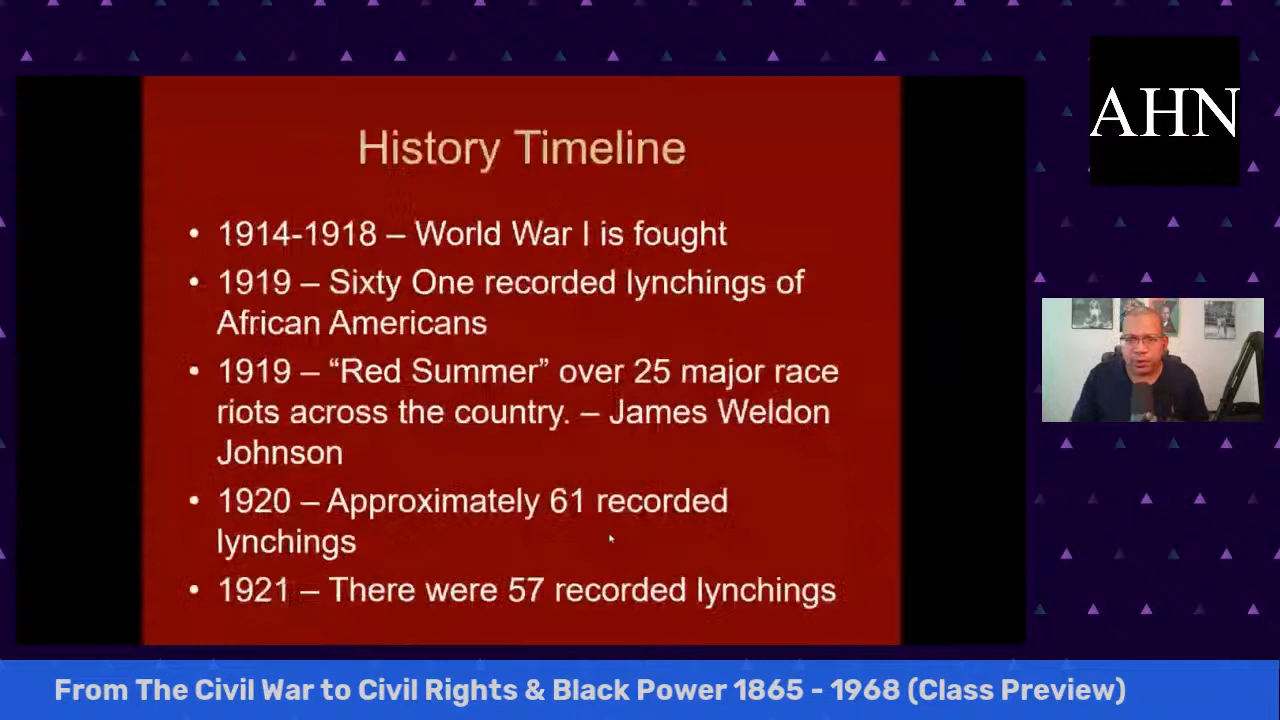 AHN
History Timeline
• 1914-1918 – World War I is fought
• 1919 – Sixty One recorded lynchings of
African Americans
• 1919 – “Red Summer” over 25 major race
riots across the country. – James Weldon
Johnson
• 1920 – Approximately 61 recorded
lynchings
• 1921 – There were 57 recorded lynchings
From The Civil War to Civil Rights & Black Power 1865 - 1968 (Class Preview)